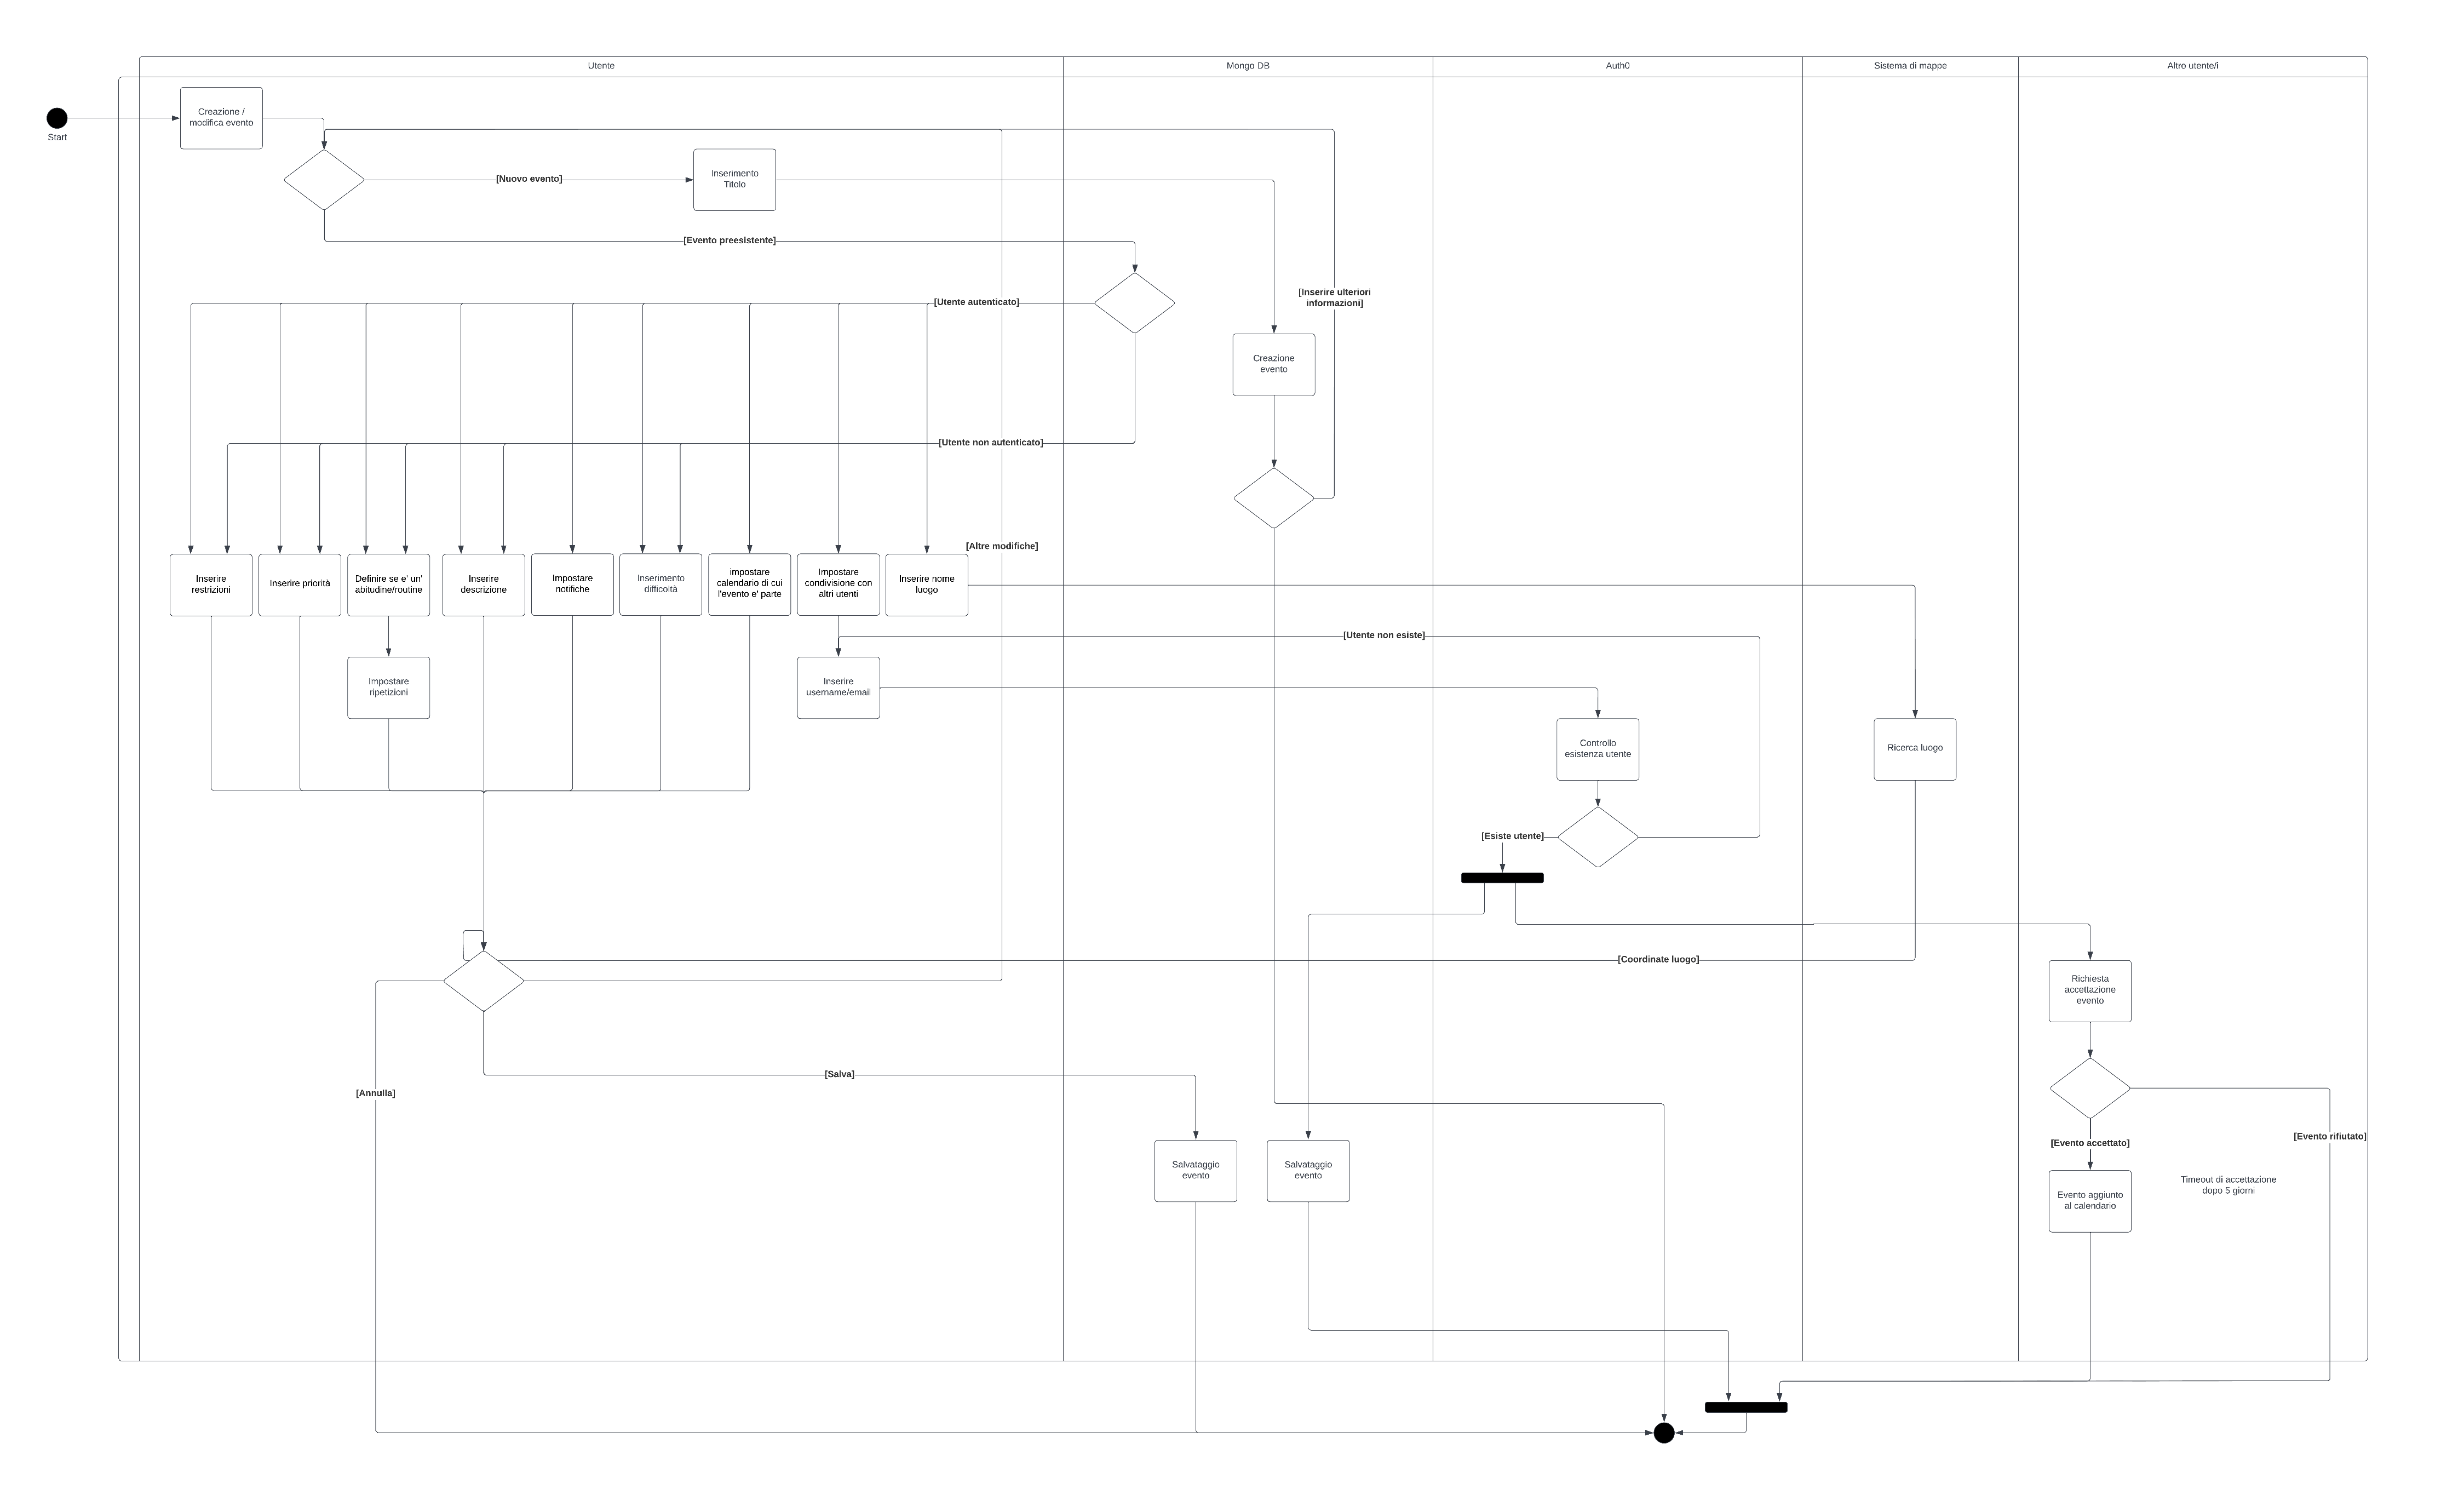 Utente
Mongo DB
Auth0
Sistema di mappe
Altro utente/i
Start
Creazione /
modifica evento
[Nuovo evento]
Inserimento
Titolo
[Evento preesistente]
[Utente autenticato]
[Inserire ulteriori
informazioni]
Creazione
evento
[Utente non autenticato]
[Altre modifiche]
Inserire
restrizioni
Inserire priorità
Definire se e' un'
abitudine/routine
Inserire
descrizione
Impostare
notifiche
Inserimento
difficoltà
impostare
calendario di cui
l'evento e' parte
Impostare
condivisione con
altri utenti
Inserire nome
luogo
[Utente non esiste]
Impostare
ripetizioni
Inserire
username/email
Controllo
esistenza utente
Ricerca luogo
[Esiste utente]
[Coordinate luogo]
Richiesta
accettazione
evento
[Salva]
[Annulla]
[Evento accettato]
[Evento rifiutato]
Salvataggio
evento
Salvataggio
evento
Timeout di accettazione
dopo 5 giorni
Evento aggiunto
al calendario